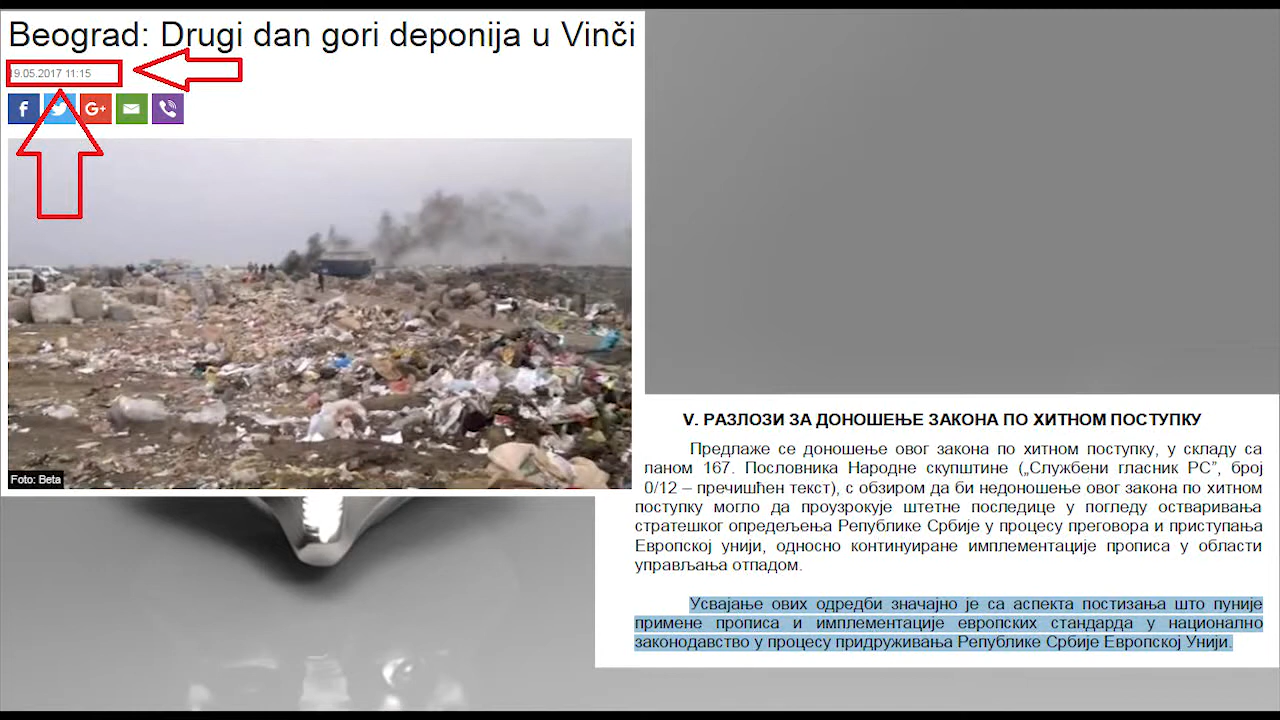 Beograd: Drugi dan gori deponija u Vinči
19.05.2017 11:15
f
G+
Foto: Beta
V. РАЗЛОЗИ ЗА ДОНОШЕЊЕ ЗАКОНА ПО ХИТНОМ ПОСТУПКУ
Предлаже се доношење овог закона по хитном поступку, у складу са
ланом 167. Пословника Народне скупштине („Службени гласник РС”, број
0/12 – пречишћен текст), с обзиром да би недоношење овог закона по хитном
поступку могло да проузрокује штетне последице у погледу остваривања
стратешког опредељења Републике Србије у процесу преговора и приступања
Европској унији, односно континуиране имплементације прописа у области
управљања отпадом.
Усвајање ових одредби значајно је са аспекта постизања што пуније
примене прописа и имплементације европских стандарда у национално
законодавство у процесу придруживања Републике Србије Европској Унији.